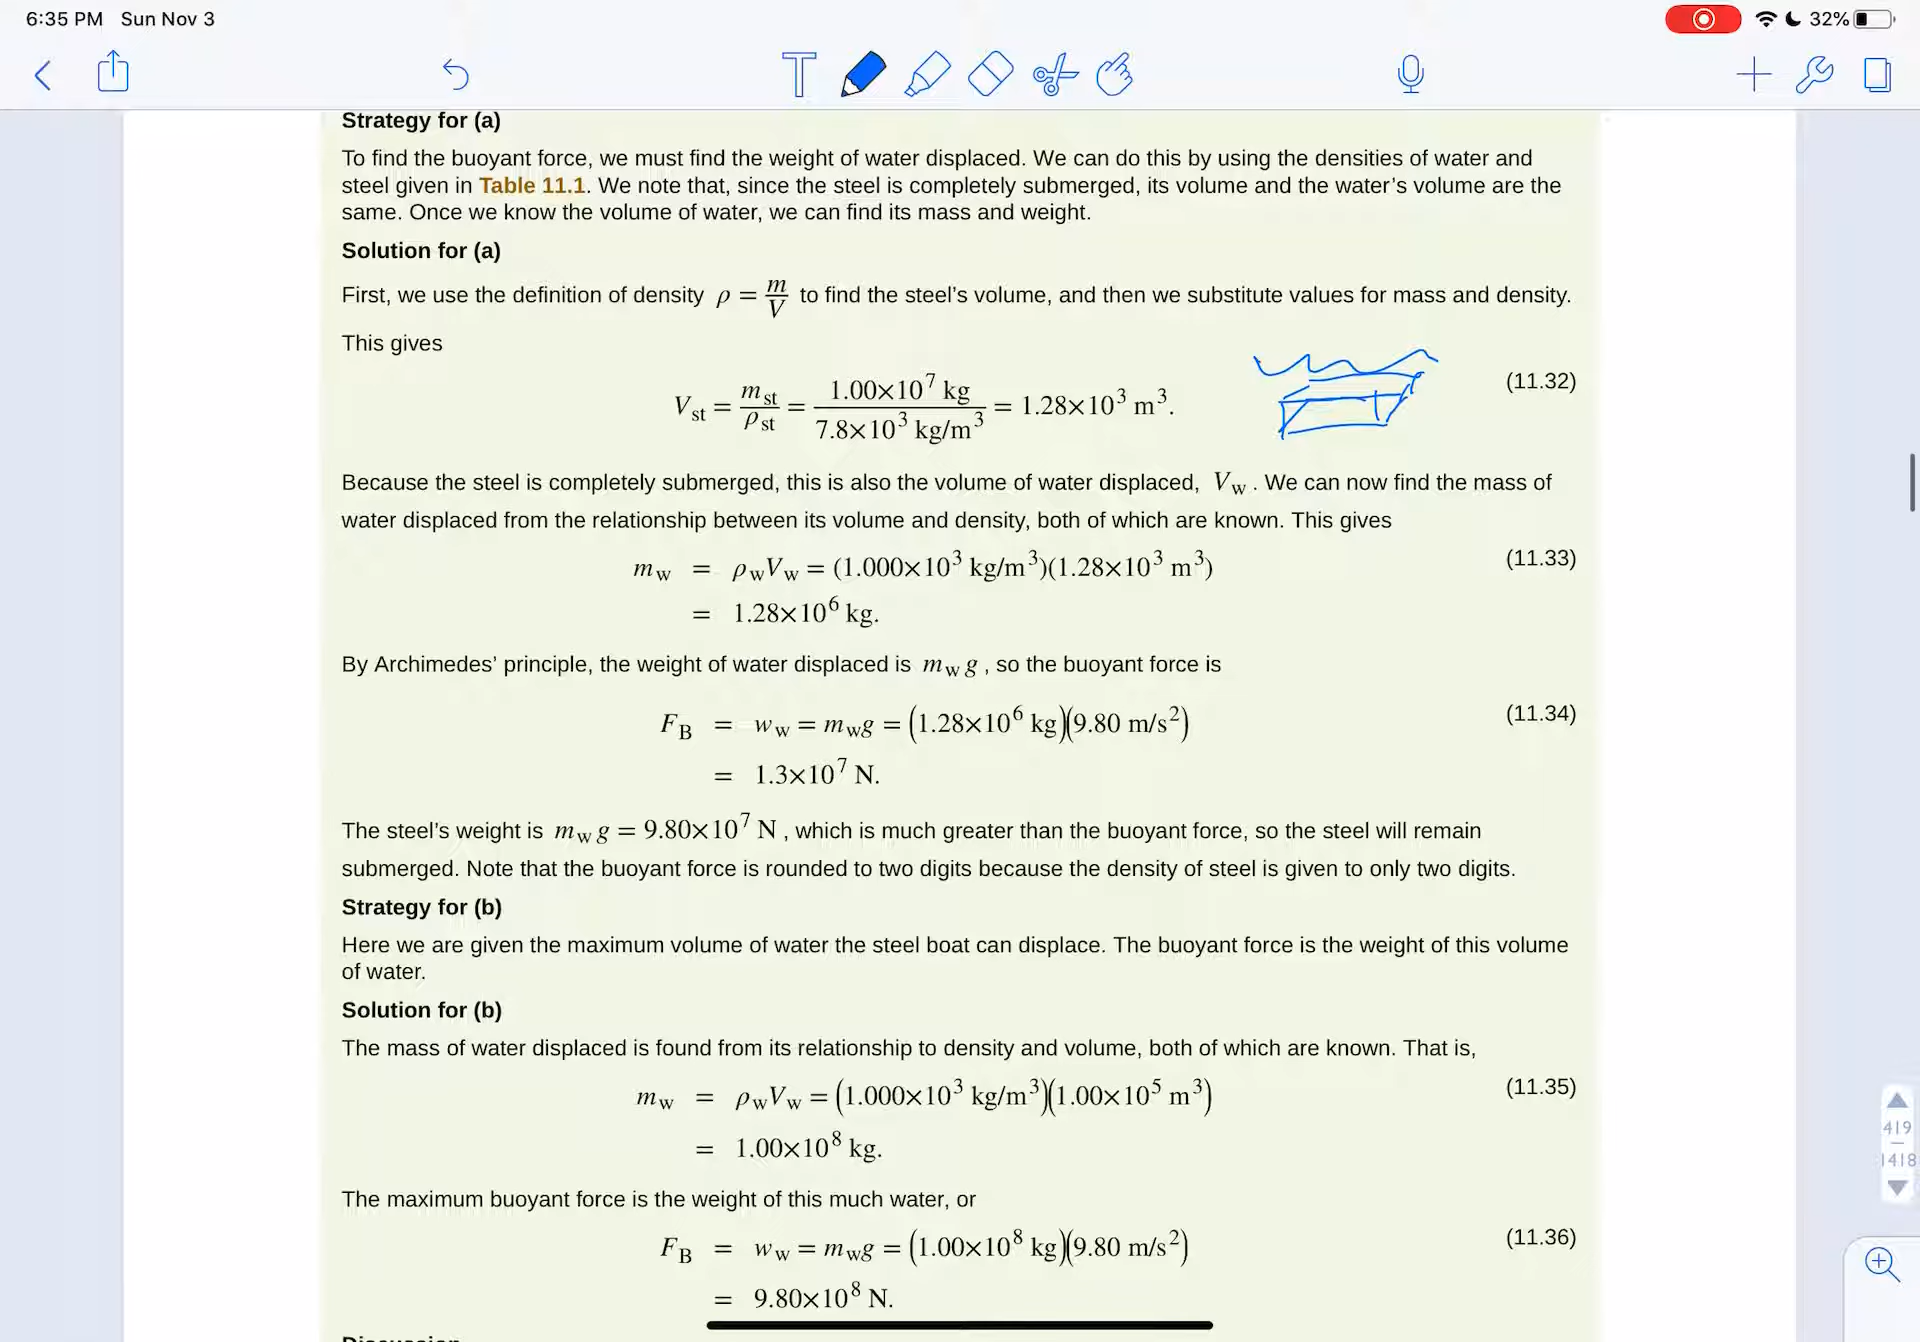 6:35 PM Sun Nov 3
32%
T
Strategy for (a)
To find the buoyant force, we must find the weight of water displaced. We can do this by using the densities of water and
steel given in Table 11.1. We note that, since the steel is completely submerged, its volume and the water’s volume are the
same. Once we know the volume of water, we can find its mass and weight.
Solution for (a)
First, we use the definition of density ρ = m/V to find the steel’s volume, and then we substitute values for mass and density.
This gives
V_st = m_st/ρ_st = 1.00×10^7 kg / 7.8×10^3 kg/m^3 = 1.28×10^3 m^3. (11.32)
Because the steel is completely submerged, this is also the volume of water displaced, V_w . We can now find the mass of
water displaced from the relationship between its volume and density, both of which are known. This gives
m_w = ρ_wV_w = (1.000×10^3 kg/m^3)(1.28×10^3 m^3) (11.33)
= 1.28×10^6 kg.
By Archimedes’ principle, the weight of water displaced is m_w g , so the buoyant force is
F_B = w_w = m_wg = (1.28×10^6 kg)(9.80 m/s^2) (11.34)
= 1.3×10^7 N.
The steel’s weight is m_w g = 9.80×10^7 N , which is much greater than the buoyant force, so the steel will remain
submerged. Note that the buoyant force is rounded to two digits because the density of steel is given to only two digits.
Strategy for (b)
Here we are given the maximum volume of water the steel boat can displace. The buoyant force is the weight of this volume
of water.
Solution for (b)
The mass of water displaced is found from its relationship to density and volume, both of which are known. That is,
m_w = ρ_wV_w = (1.000×10^3 kg/m^3)(1.00×10^5 m^3) (11.35)
= 1.00×10^8 kg.
The maximum buoyant force is the weight of this much water, or
F_B = w_w = m_wg = (1.00×10^8 kg)(9.80 m/s^2) (11.36)
= 9.80×10^8 N.
Discussion
419
1418